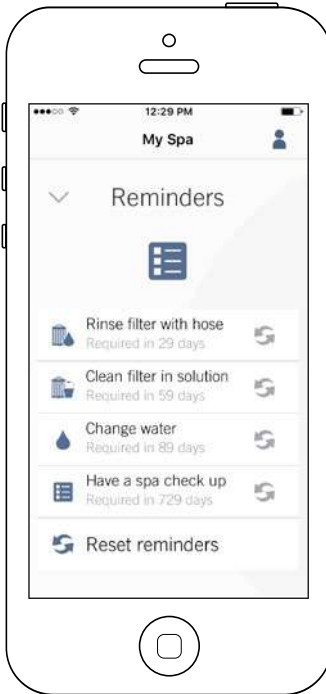 12:29 PM
My Spa
Reminders
Rinse filter with hose
Required in 29 days
Clean filter in solution
Required in 59 days
Change water
Required in 89 days
Have a spa check up
Required in 729 days
Reset reminders